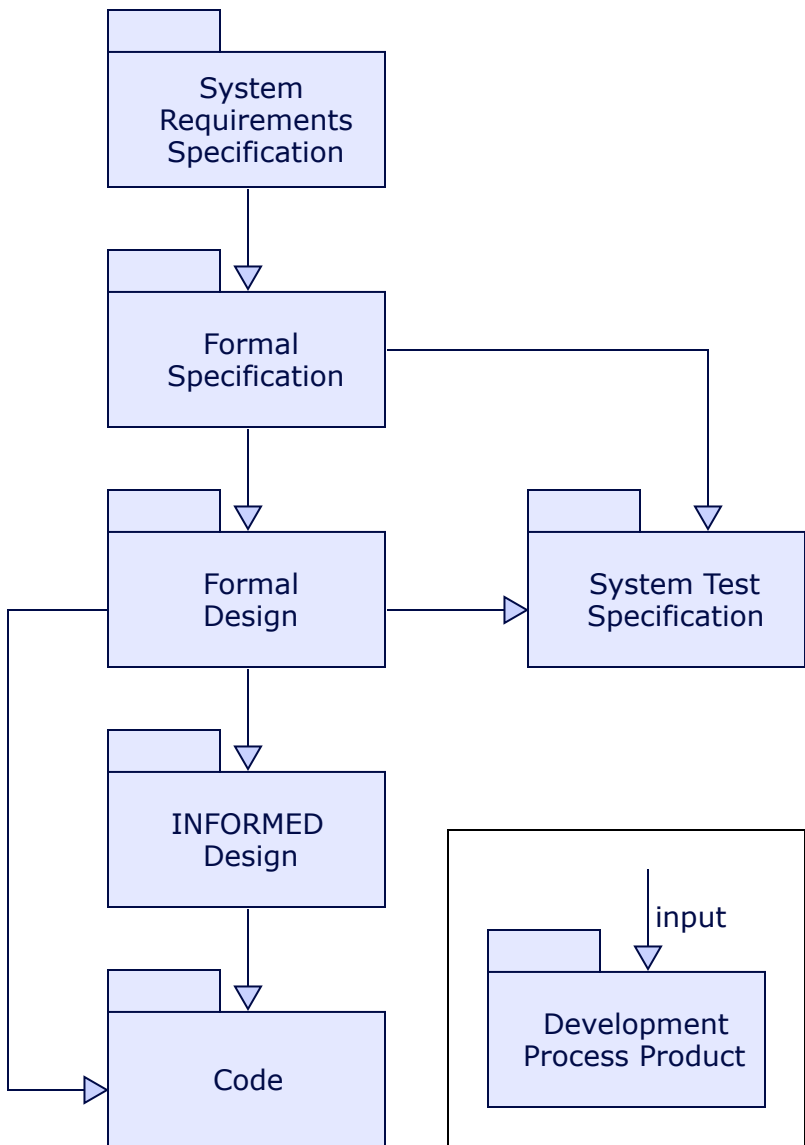 System
Requirements
Specification
Formal
Specification
Formal
Design
System Test
Specification
INFORMED
Design
input
Development
Process Product
Code